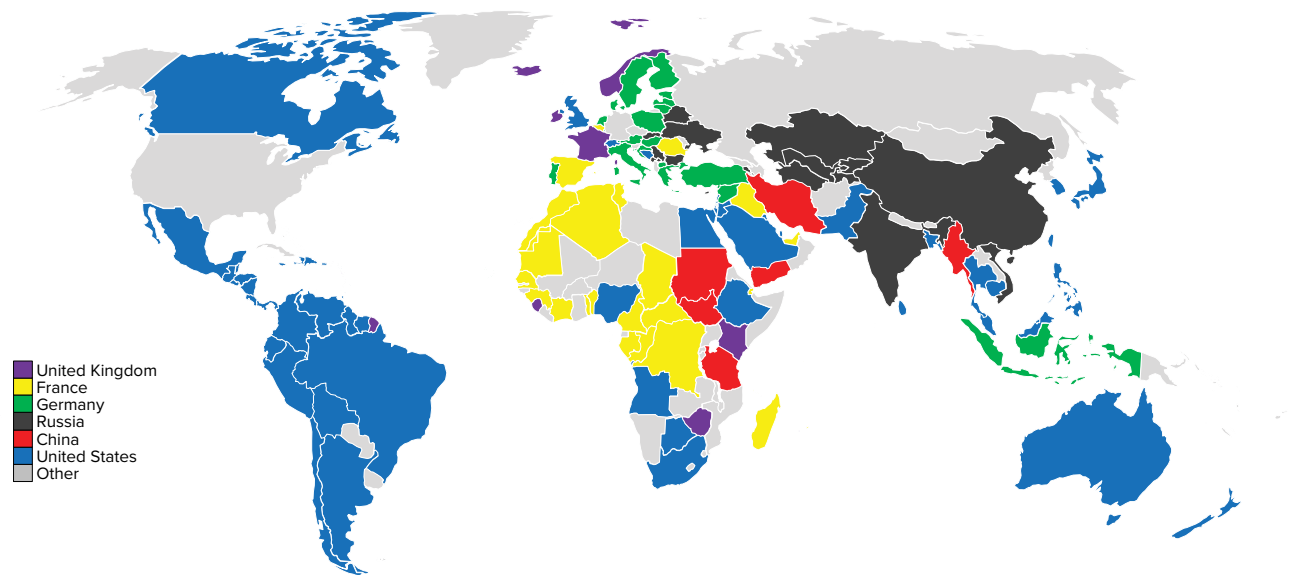 United Kingdom
France
Germany
Russia
China
United States
Other